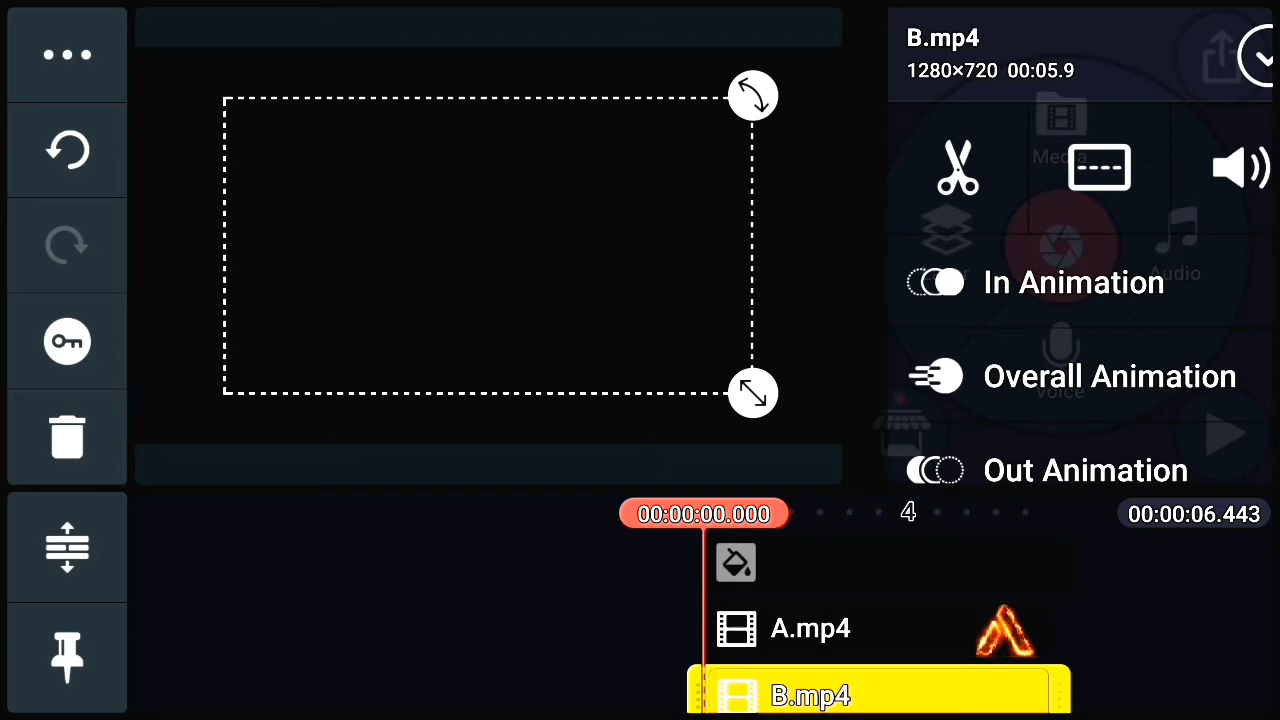 B.mp4
1280×720 00:05.9
Media
In Animation
Audio
Overall Animation
Voice
Out Animation
00:00:00.000
4
00:00:06.443
A.mp4
B.mp4